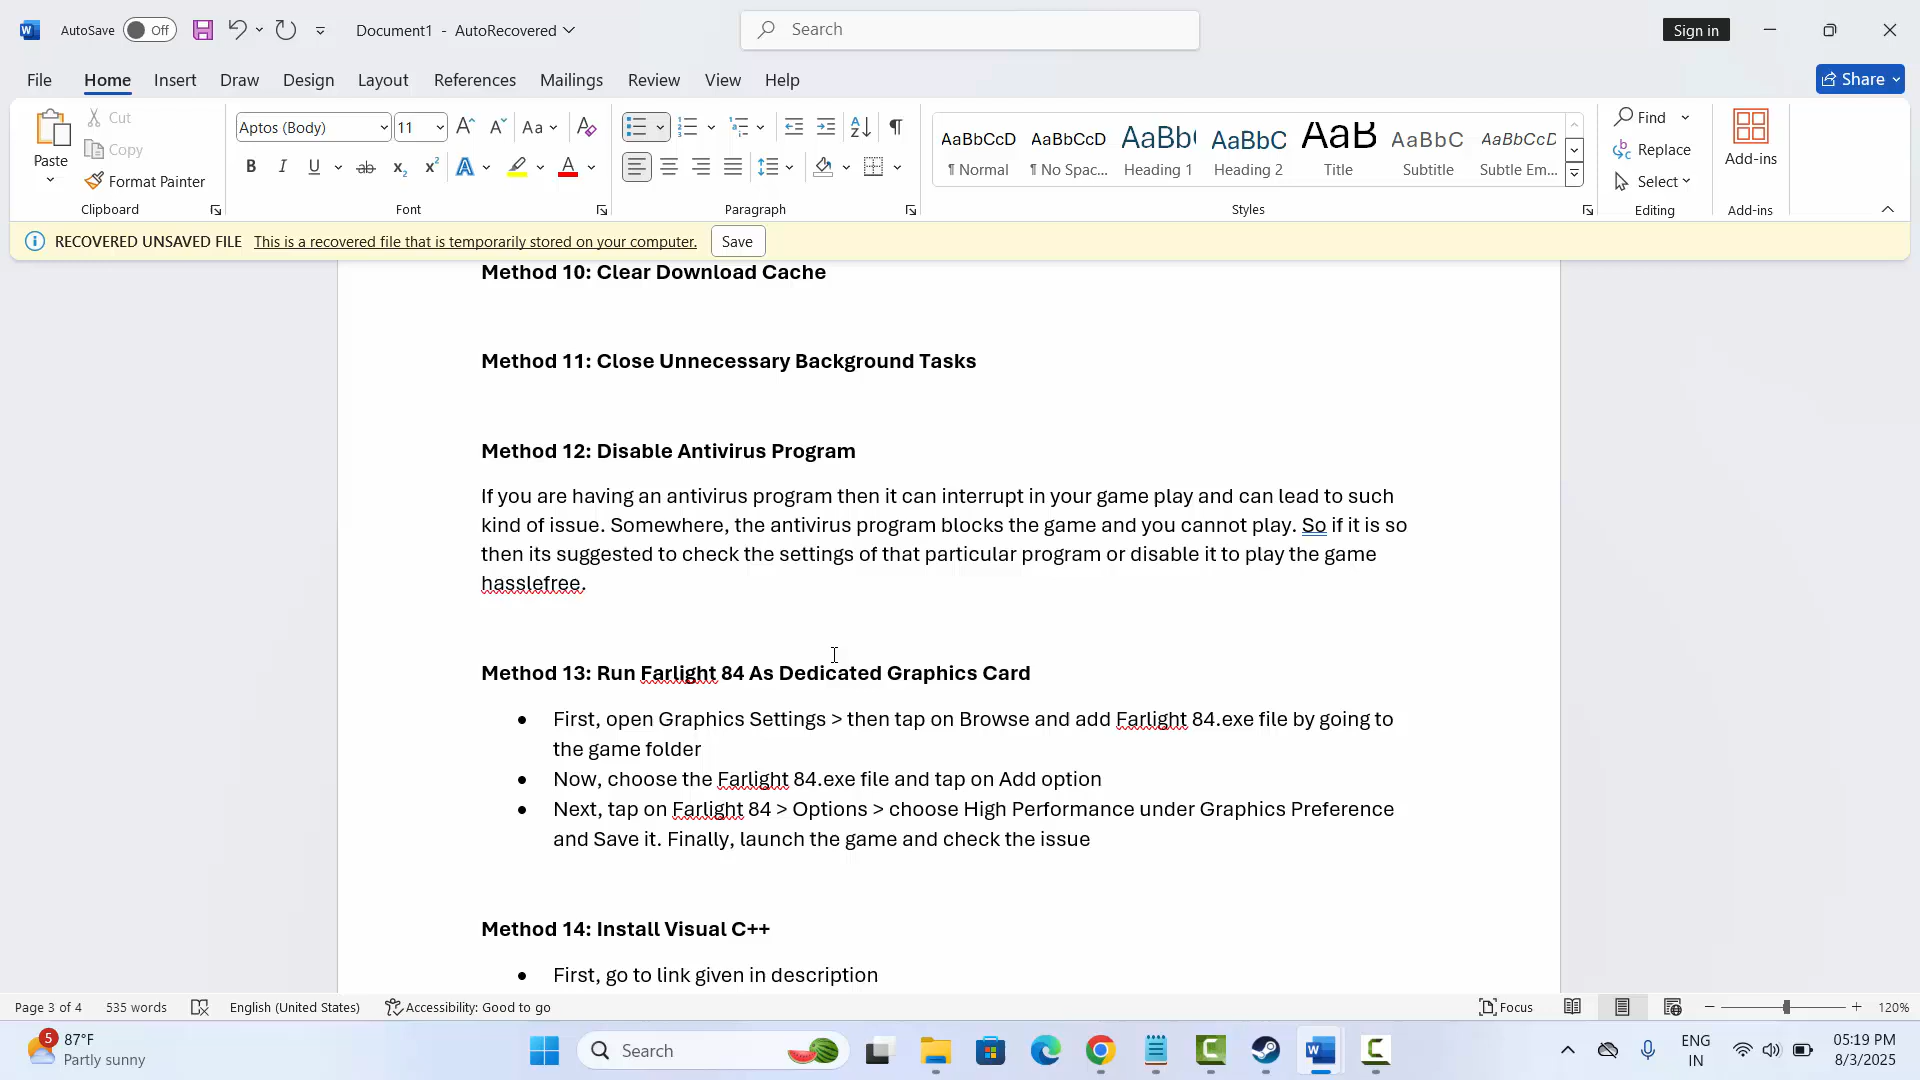 AutoSave Off Document1 - AutoRecovered Search Sign in
File Home Insert Draw Design Layout References Mailings Review View Help Share
Paste Cut Copy Format Painter Clipboard
Aptos (Body) 11 Aa Font
Paragraph
AaBbCcD AaBbCcD AaBb( AaBbC AaB AaBbC AaBbCcD
¶ Normal ¶ No Spac... Heading 1 Heading 2 Title Subtitle Subtle Em...
Styles
Find Replace Select Editing
Add-ins Add-ins
RECOVERED UNSAVED FILE This is a recovered file that is temporarily stored on your computer. Save
Method 10: Clear Download Cache
Method 11: Close Unnecessary Background Tasks
Method 12: Disable Antivirus Program
If you are having an antivirus program then it can interrupt in your game play and can lead to such
kind of issue. Somewhere, the antivirus program blocks the game and you cannot play. So if it is so
then its suggested to check the settings of that particular program or disable it to play the game
hasslefree.
Method 13: Run Farlight 84 As Dedicated Graphics Card
• First, open Graphics Settings > then tap on Browse and add Farlight 84.exe file by going to
the game folder
• Now, choose the Farlight 84.exe file and tap on Add option
• Next, tap on Farlight 84 > Options > choose High Performance under Graphics Preference
and Save it. Finally, launch the game and check the issue
Method 14: Install Visual C++
• First, go to link given in description
Page 3 of 4 535 words English (United States) Accessibility: Good to go Focus 120%
5 87°F
Partly sunny
Search
ENG
IN
05:19 PM
8/3/2025